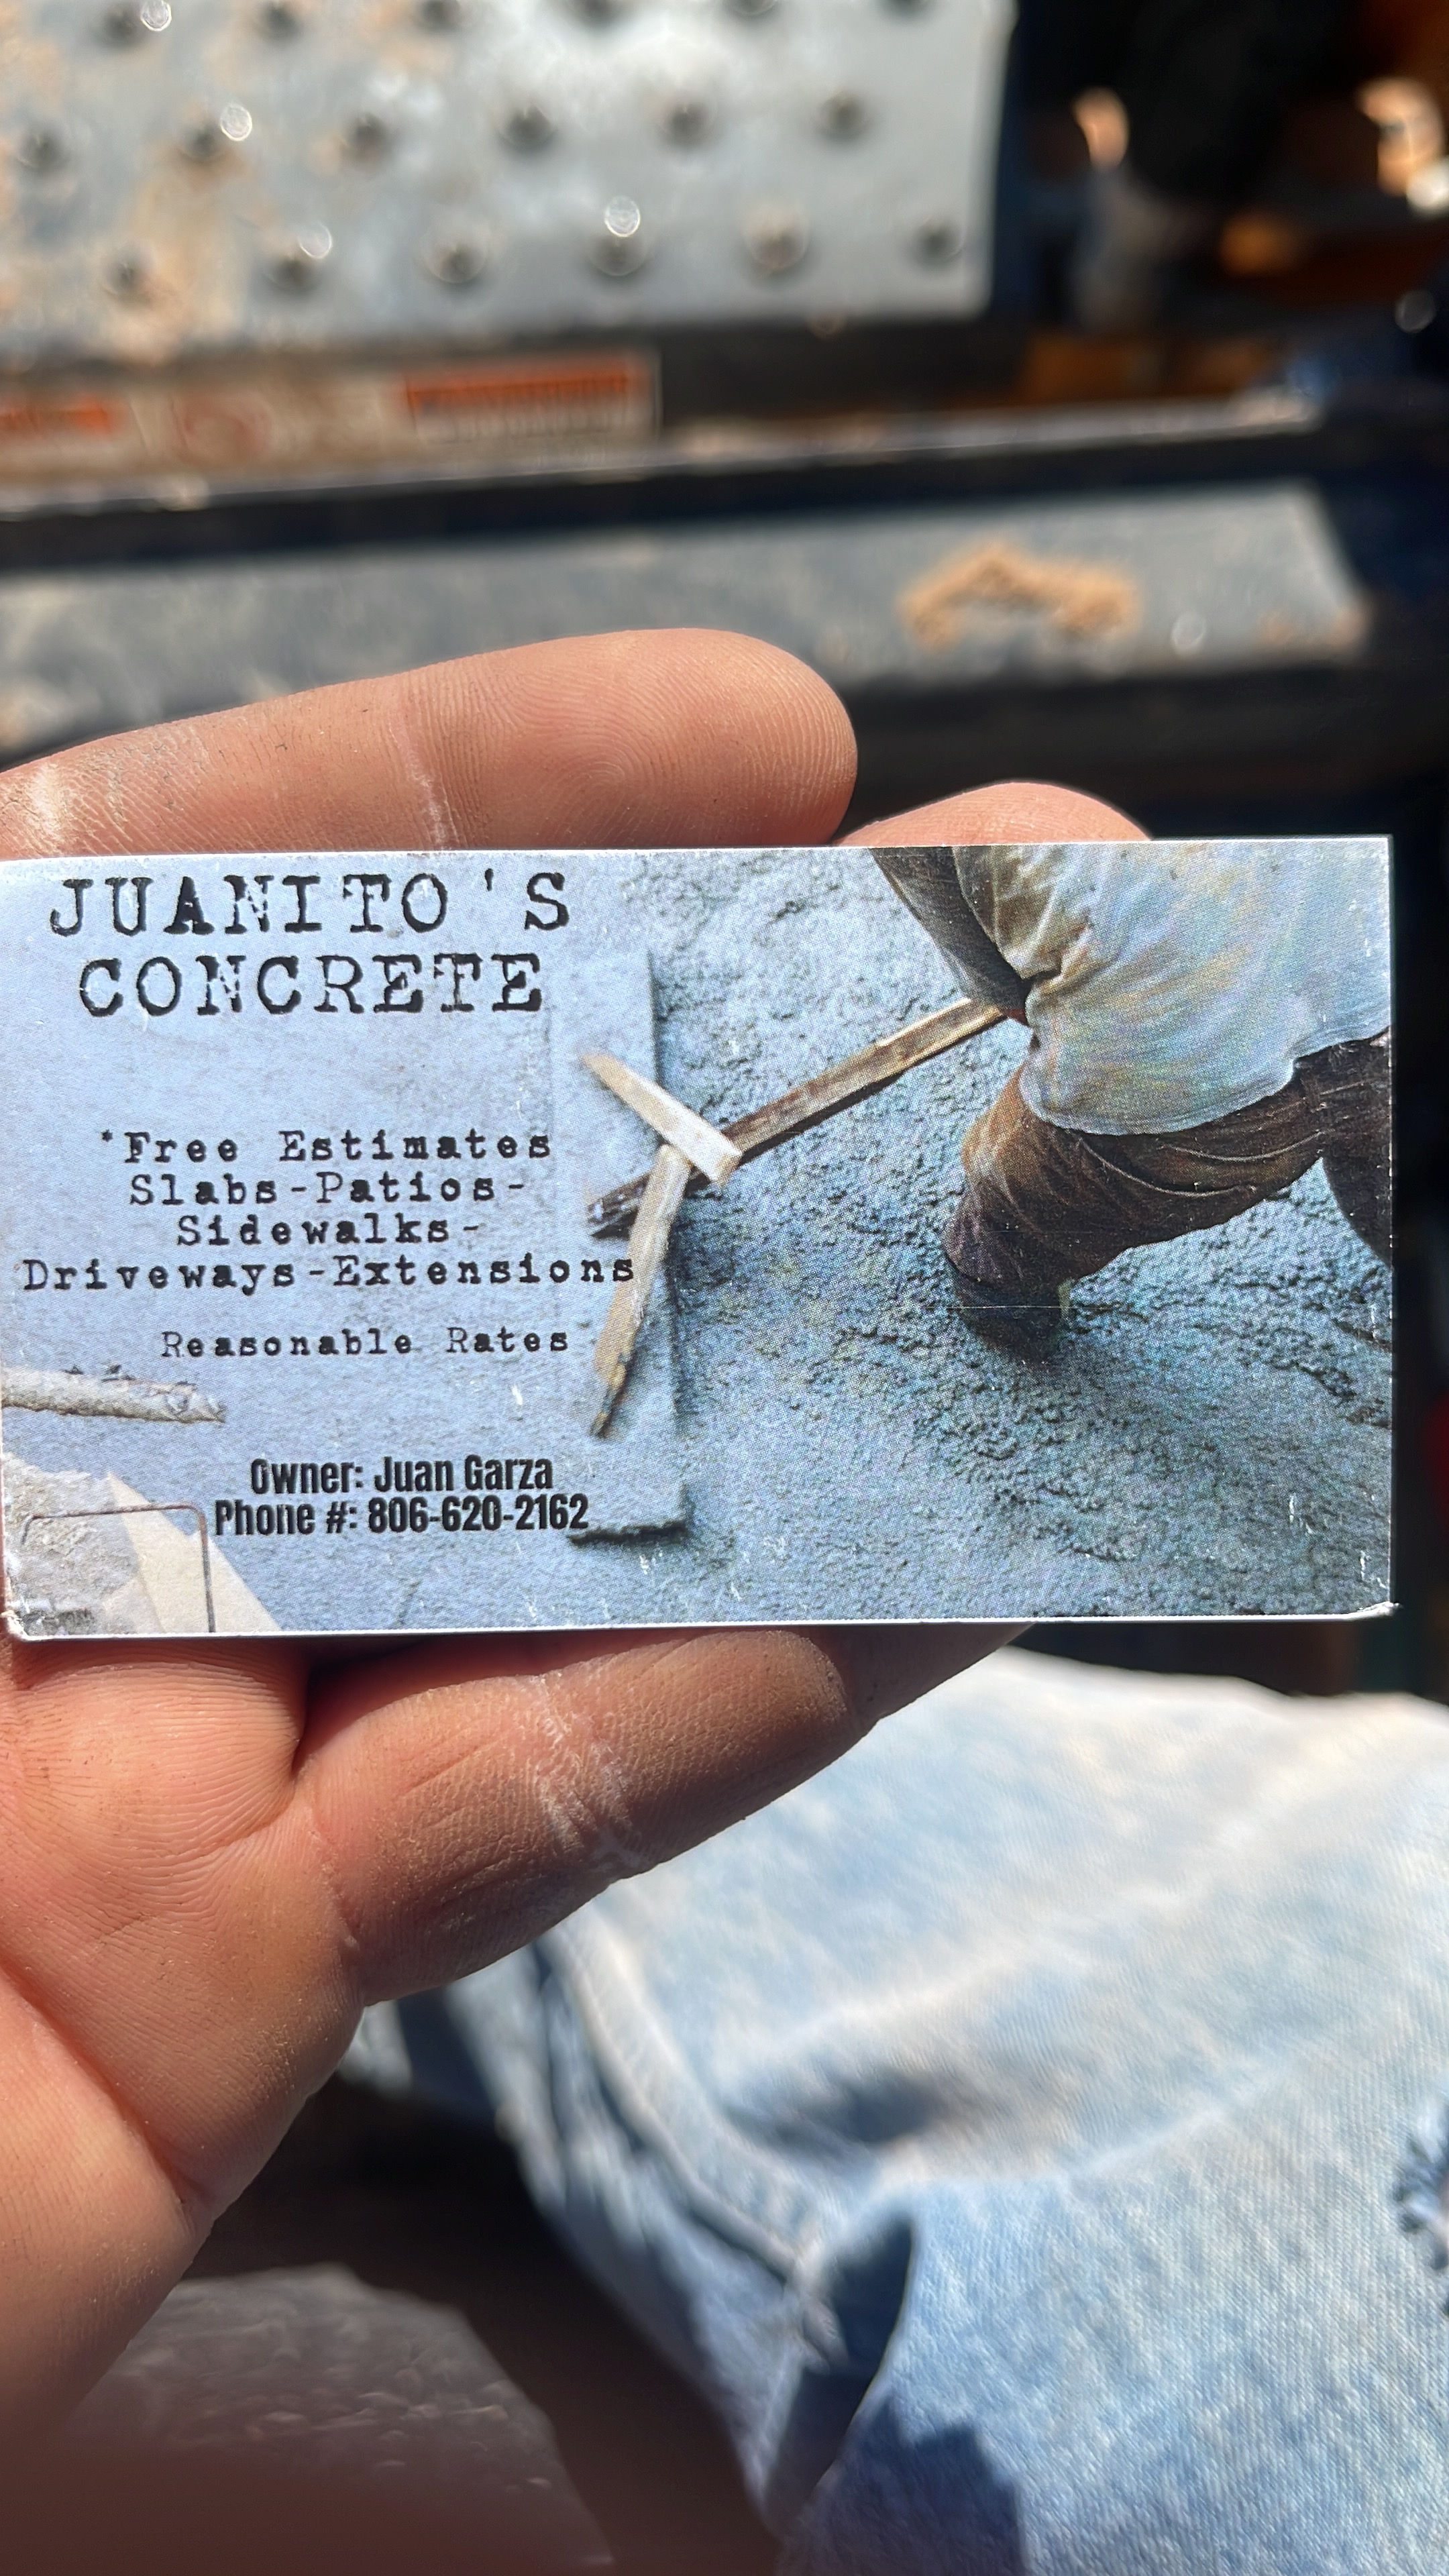 JUANITO'S
CONCRETE
*Free Estimates
Slabs-Patios-
Sidewalks-
Driveways-Extensions
Reasonable Rates
Owner: Juan Garza
Phone #: 806-620-2162